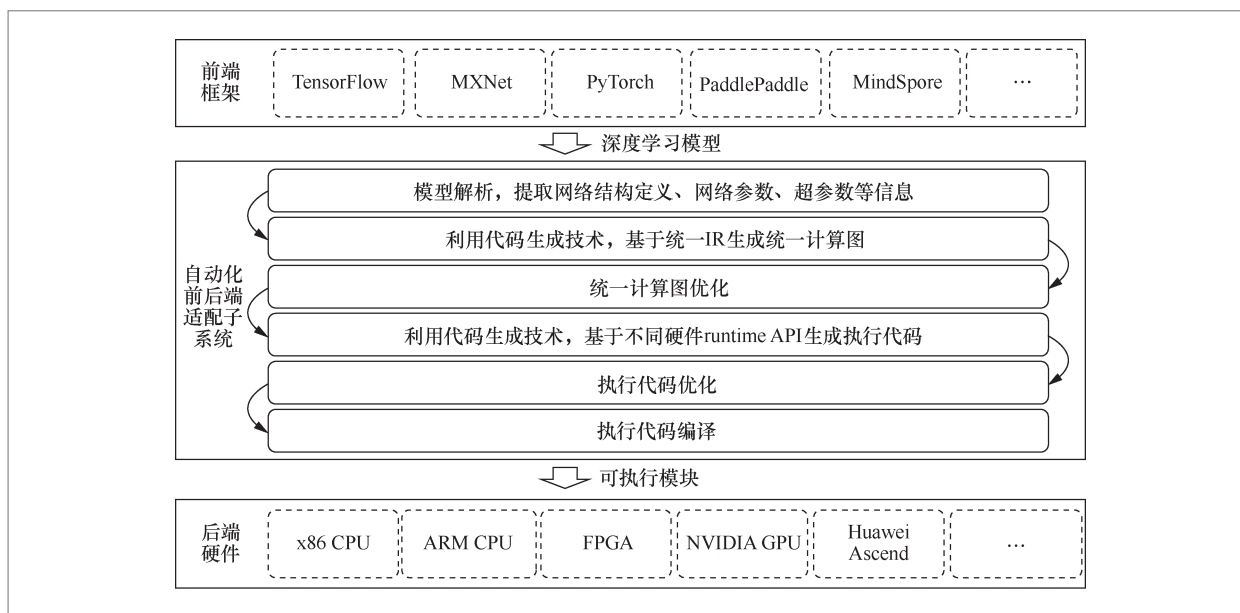 前端
框架
TensorFlow
MXNet
PyTorch
PaddlePaddle
MindSpore
…
深度学习模型
自动化
前后端
适配子
系统
模型解析，提取网络结构定义、网络参数、超参数等信息
利用代码生成技术，基于统一IR生成统一计算图
统一计算图优化
利用代码生成技术，基于不同硬件runtime API生成执行代码
执行代码优化
执行代码编译
可执行模块
后端
硬件
x86 CPU
ARM CPU
FPGA
NVIDIA GPU
Huawei
Ascend
…